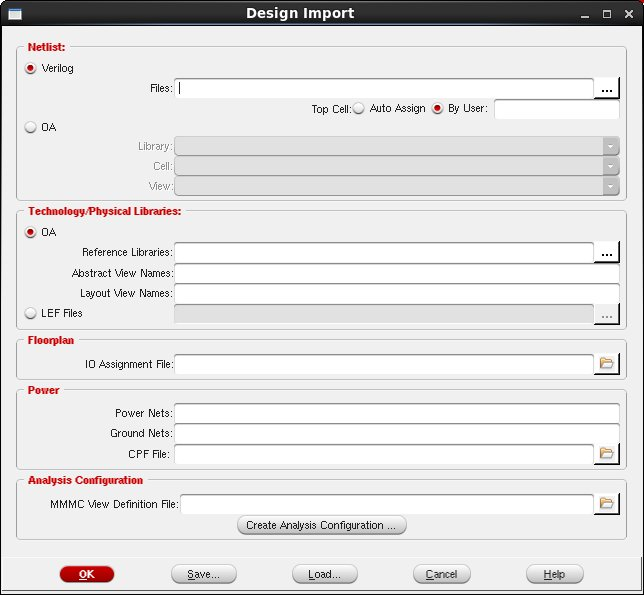 Design Import
Netlist:
Verilog
Files:
...
Top Cell: Auto Assign By User:
OA
Library:
Cell:
View:
Technology/Physical Libraries:
OA
Reference Libraries:
...
Abstract View Names:
Layout View Names:
LEF Files
...
Floorplan
IO Assignment File:
Power
Power Nets:
Ground Nets:
CPF File:
Analysis Configuration
MMMC View Definition File:
Create Analysis Configuration ...
OK Save... Load... Cancel Help